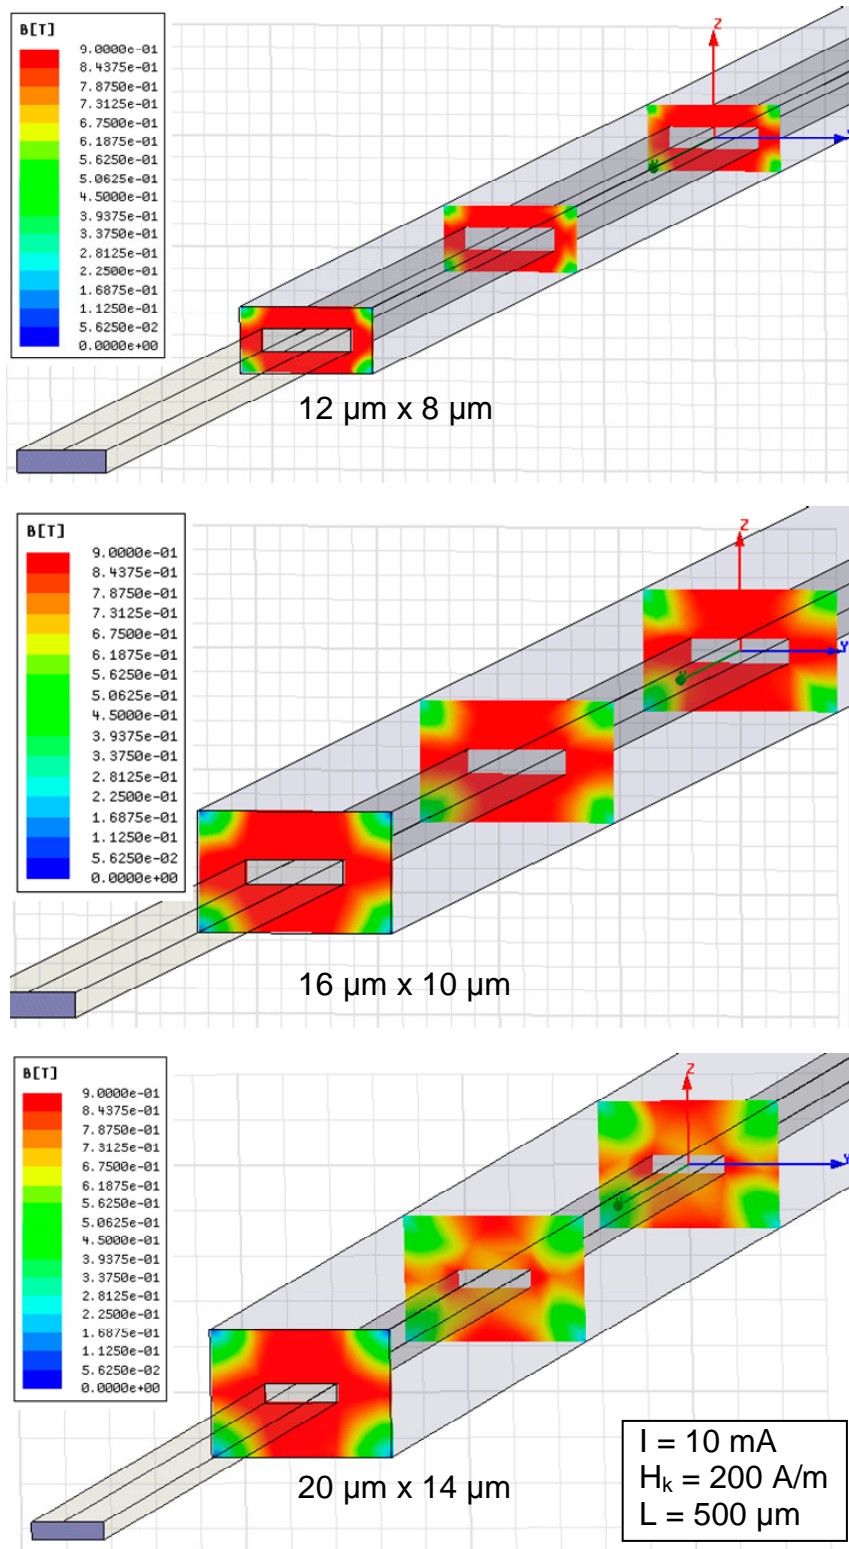 B[T]
9.0000e-01
8.4375e-01
7.8750e-01
7.3125e-01
6.7500e-01
6.1875e-01
5.6250e-01
5.0625e-01
4.5000e-01
3.9375e-01
3.3750e-01
2.8125e-01
2.2500e-01
1.6875e-01
1.1250e-01
5.6250e-02
0.0000e+00
Z
12 µm x 8 µm
B[T]
9.0000e-01
8.4375e-01
7.8750e-01
7.3125e-01
6.7500e-01
6.1875e-01
5.6250e-01
5.0625e-01
4.5000e-01
3.9375e-01
3.3750e-01
2.8125e-01
2.2500e-01
1.6875e-01
1.1250e-01
5.6250e-02
0.0000e+00
Z
Y
16 µm x 10 µm
B[T]
9.0000e-01
8.4375e-01
7.8750e-01
7.3125e-01
6.7500e-01
6.1875e-01
5.6250e-01
5.0625e-01
4.5000e-01
3.9375e-01
3.3750e-01
2.8125e-01
2.2500e-01
1.6875e-01
1.1250e-01
5.6250e-02
0.0000e+00
Z
Y
20 µm x 14 µm
I = 10 mA
Hₖ = 200 A/m
L = 500 µm